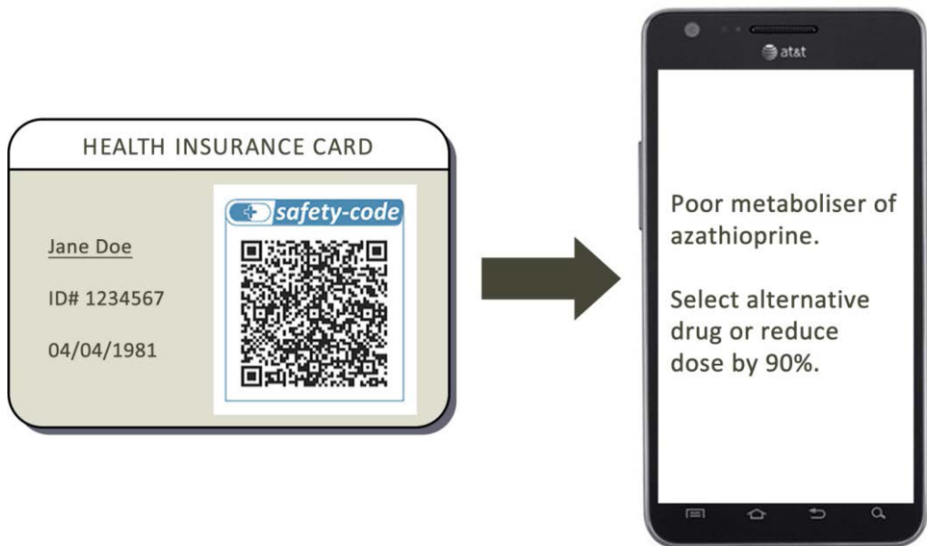 HEALTH INSURANCE CARD
safety-code
Jane Doe
ID# 1234567
04/04/1981
at&t
Poor metaboliser of
azathioprine.
Select alternative
drug or reduce
dose by 90%.